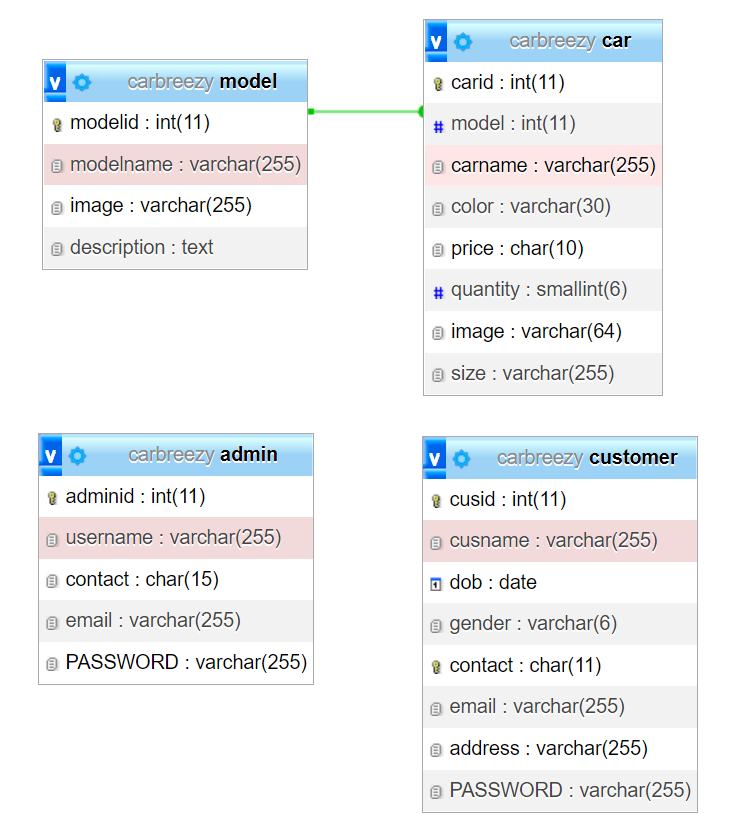 v carbreezy model
modelid : int(11)
modelname : varchar(255)
image : varchar(255)
description : text
v carbreezy car
carid : int(11)
# model : int(11)
carname : varchar(255)
color : varchar(30)
price : char(10)
# quantity : smallint(6)
image : varchar(64)
size : varchar(255)
v carbreezy admin
adminid : int(11)
username : varchar(255)
contact : char(15)
email : varchar(255)
PASSWORD : varchar(255)
v carbreezy customer
cusid : int(11)
cusname : varchar(255)
1 dob : date
gender : varchar(6)
contact : char(11)
email : varchar(255)
address : varchar(255)
PASSWORD : varchar(255)